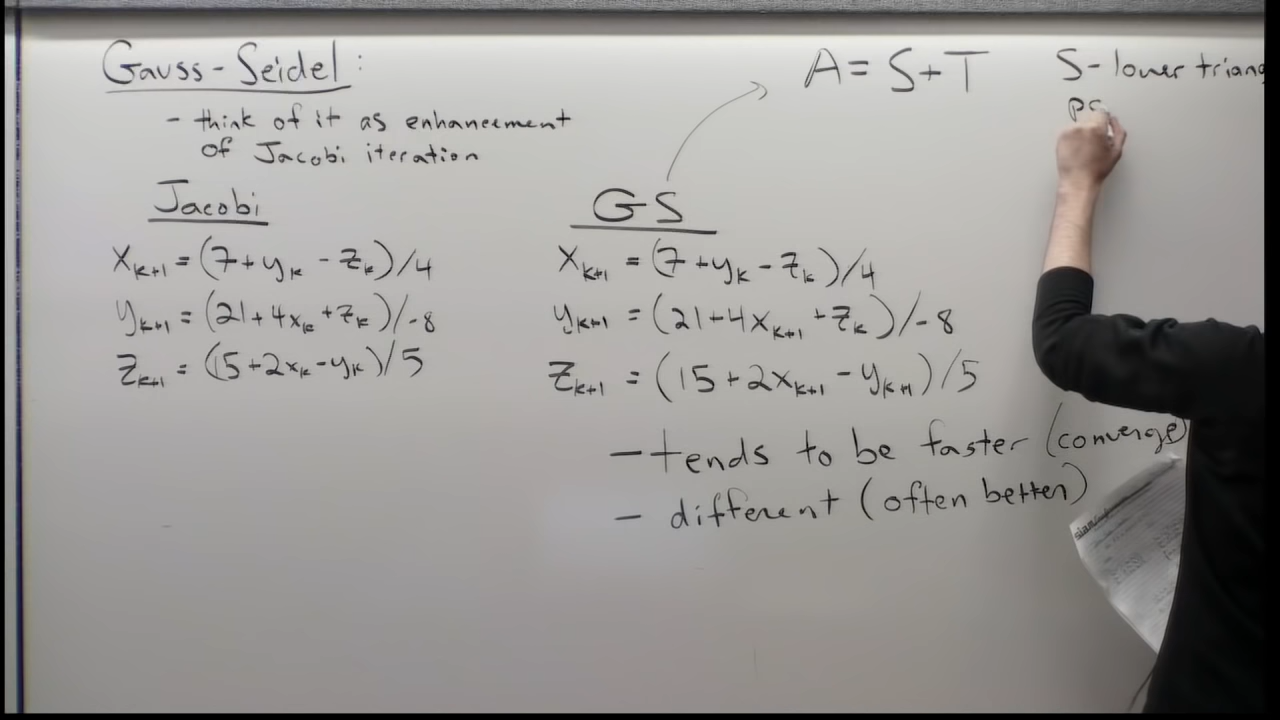 Gauss-Seidel:
- think of it as enhancement
of Jacobi iteration
Jacobi
x_{k+1} = (7+y_k - z_k)/4
y_{k+1} = (21+4x_k+z_k)/-8
z_{k+1} = (15+2x_k-y_k)/5
GS
x_{k+1} = (7+y_k-z_k)/4
y_{k+1} = (21+4x_{k+1}+z_k)/-8
z_{k+1} = (15+2x_{k+1}-y_{k+1})/5
- tends to be faster (converge)
- different (often better)
A=S+T
S-lower triang
siam